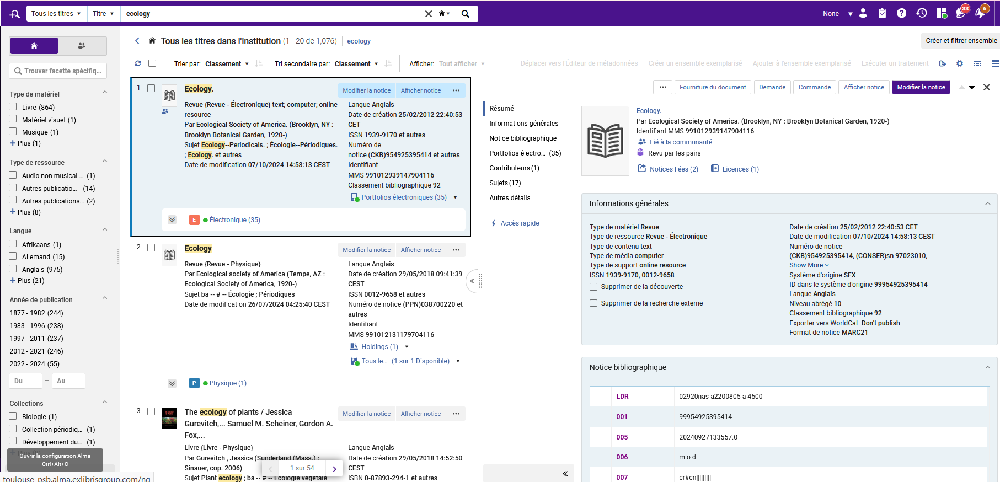 Tous les titres
Titre
ecology
None
33
6
Trouver facette spécifiq...
Type de matériel
Livre (864)
Matériel visuel (1)
Musique (1)
+ Plus (1)
Type de ressource
Audio non musical ... (1)
Autres publicatio... (14)
Autres publications... (2)
+ Plus (8)
Langue
Afrikaans (1)
Allemand (15)
Anglais (975)
+ Plus (21)
Année de publication
1877 - 1982 (244)
1983 - 1996 (238)
1997 - 2011 (237)
2012 - 2021 (246)
2022 - 2024 (55)
Du – Au
Collections
Biologie (1)
Collection périodiq... (1)
Développement du... (1)
Ouvrir la configuration Alma
Ctrl+Alt+C
-toulouse-psb.alma.exlibrisgroup.com/ng
Tous les titres dans l'institution (1 - 20 de 1,076) ecology
Créer et filtrer ensemble
Trier par: Classement
Tri secondaire par: Classement
Afficher: Tout afficher
Déplacer vers l'Éditeur de métadonnées
Créer un ensemble exemplarisé
Ajouter à l'ensemble exemplarisé
Exécuter un traitement
1
Ecology.
Modifier la notice
Afficher notice
Revue {Revue - Électronique} text; computer; online
resource
Par Ecological Society of America. (Brooklyn, NY :
Brooklyn Botanical Garden, 1920-)
Sujet Ecology--Periodicals. ; Écologie--Périodiques.
; Ecology. et autres
Date de modification 07/10/2024 14:58:13 CEST
Langue Anglais
Date de création 25/02/2012 22:40:53
CET
ISSN 1939-9170 et autres
Numéro de
notice (CKB)954925395414 et autres
Identifiant
MMS 991012939147904116
Classement bibliographique 92
Portfolios électroniques (35)
E Électronique (35)
2
Ecology
Modifier la notice
Afficher notice
Revue {Revue - Physique}
Par Ecological society of America (Tempe, AZ :
Ecological Society of America, 1920-)
Sujet ba -- # -- Écologie ; Périodiques
Date de modification 26/07/2024 04:25:40 CEST
Langue Anglais
Date de création 29/05/2018 09:41:39
CEST
ISSN 0012-9658 et autres
Numéro de notice (PPN)038700220 et
autres
Identifiant
MMS 991012131179704116
Holdings (1)
Tous le... (1 sur 1 Disponible)
P Physique (1)
3
The ecology of plants / Jessica
Gurevitch,... Samuel M. Scheiner, Gordon A.
Fox,...
Modifier la notice
Afficher notice
Livre {Livre - Physique}
Par Gurevitch , Jessica (Sunderland (Mass.) :
Sinauer, cop. 2006)
Sujet Plant ecology ; ba -- # -- Écologie végétale
Langue Anglais
Date de création 29/05/2018 14:52:50
CEST
ISBN 0-87893-294-1 et autres
1 sur 54
Fourniture du document
Demande
Commande
Afficher notice
Modifier la notice
Résumé
Informations générales
Notice bibliographique
Portfolios électro... (35)
Contributeurs (1)
Sujets (17)
Autres détails
Accès rapide
Ecology.
Par Ecological Society of America. (Brooklyn, NY : Brooklyn Botanical Garden, 1920-)
Identifiant MMS 991012939147904116
Lié à la communauté
Revu par les pairs
Notices liées (2)
Licences (1)
Informations générales
Type de matériel Revue
Type de ressource Revue - Électronique
Type de contenu text
Type de média computer
Type de support online resource
ISSN 1939-9170, 0012-9658
Supprimer de la découverte
Supprimer de la recherche externe
Date de création 25/02/2012 22:40:53 CET
Date de modification 07/10/2024 14:58:13 CEST
Numéro de notice
(CKB)954925395414, (CONSER)sn 97023010,
Show More
Système d'origine SFX
ID dans le système d'origine 99954925395414
Langue Anglais
Niveau abrégé 10
Classement bibliographique 92
Exporter vers WorldCat Don't publish
Format de notice MARC21
Notice bibliographique
LDR 02920nas a2200805 a 4500
001 99954925395414
005 20240927133557.0
006 m o d
007 cr#cn|||||||||